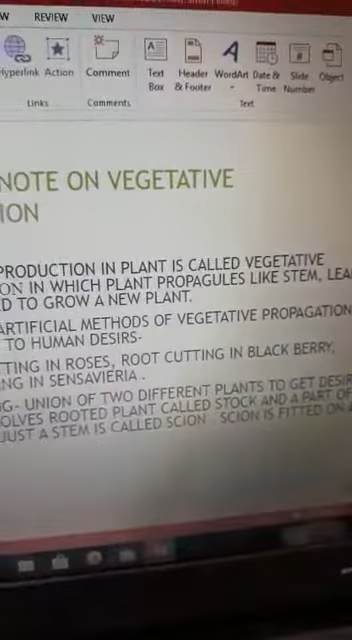 REVIEW VIEW
Hyperlink Action Comment Text Box Header & Footer WordArt Date & Time Slide Number Object
Links Comments Text
NOTE ON VEGETATIVE
ION
PRODUCTION IN PLANT IS CALLED VEGETATIVE
ON IN WHICH PLANT PROPAGULES LIKE STEM, LEA
D TO GROW A NEW PLANT.
ARTIFICIAL METHODS OF VEGETATIVE PROPAGATION
TO HUMAN DESIRS-
TING IN ROSES, ROOT CUTTING IN BLACK BERRY,
NG IN SENSAVIERIA .
G- UNION OF TWO DIFFERENT PLANTS TO GET DESIR
OLVES ROOTED PLANT CALLED STOCK AND A PART OF
JUST A STEM IS CALLED SCION SCION IS FITTED ON